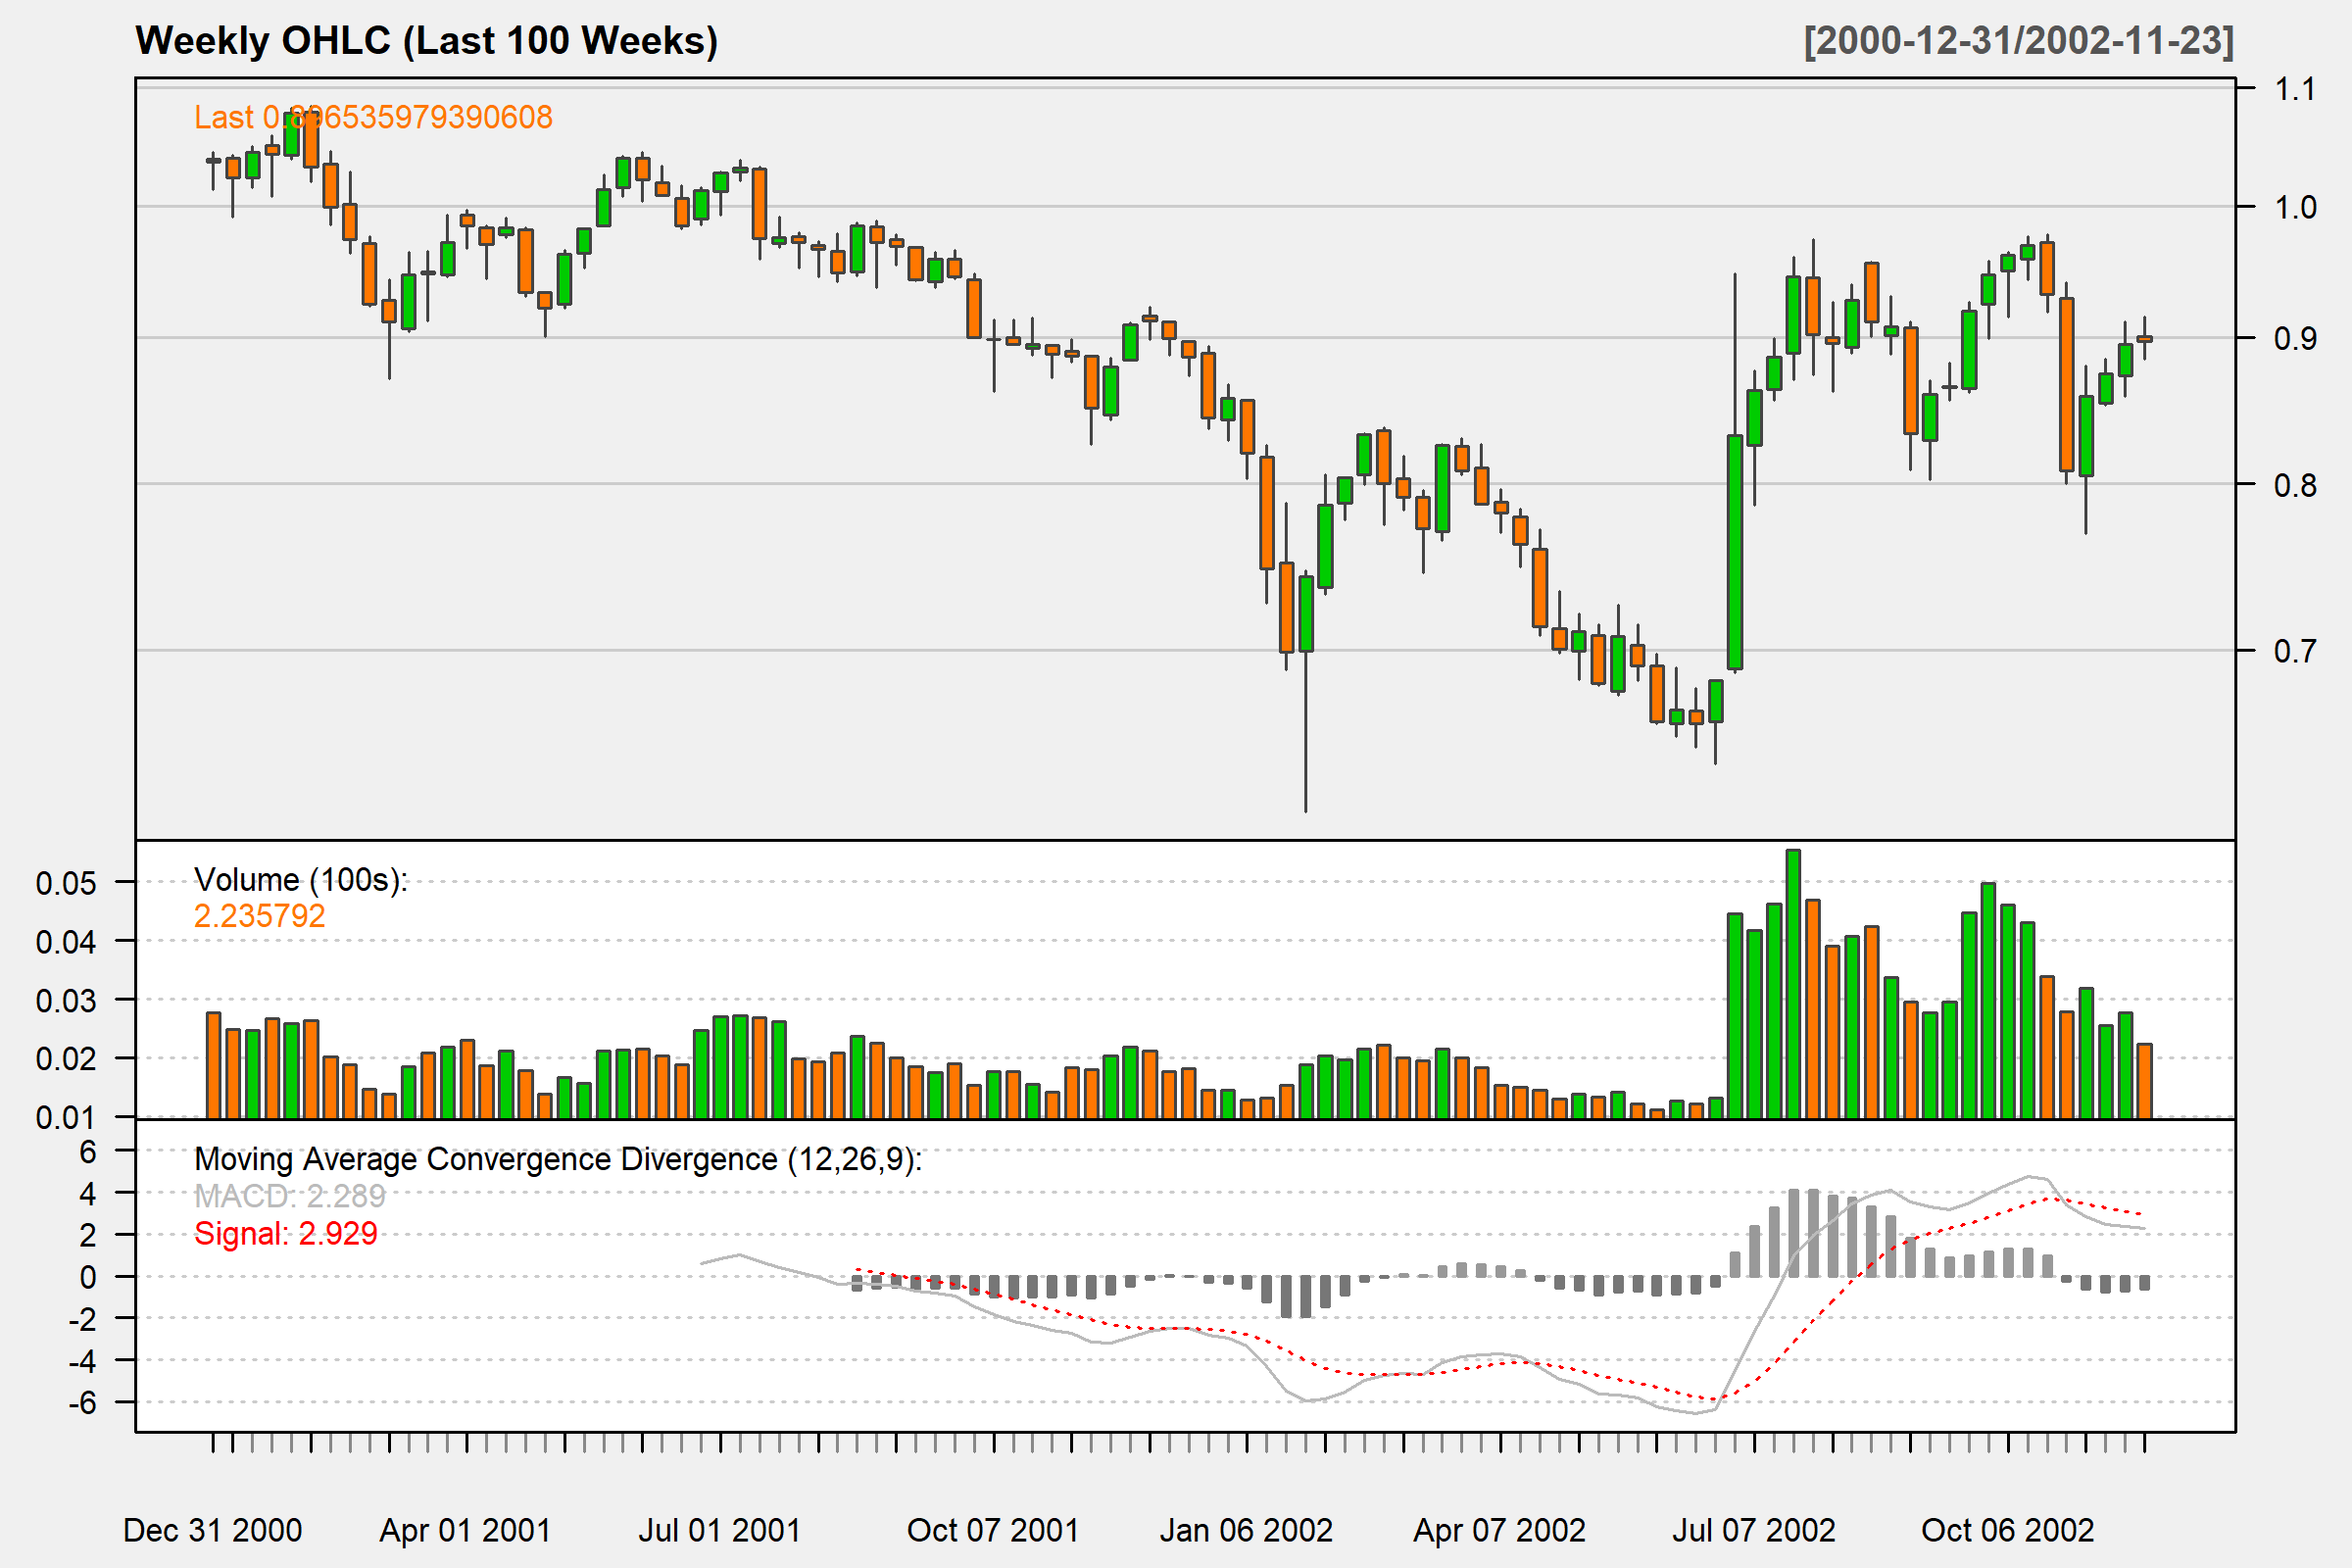 Weekly OHLC (Last 100 Weeks)
[2000-12-31/2002-11-23]
Last 0.896535979390608
1.1
1.0
0.9
0.8
0.7
Volume (100s):
2.235792
0.05
0.04
0.03
0.02
0.01
Moving Average Convergence Divergence (12,26,9):
MACD: 2.289
Signal: 2.929
6
4
2
0
-2
-4
-6
Dec 31 2000
Apr 01 2001
Jul 01 2001
Oct 07 2001
Jan 06 2002
Apr 07 2002
Jul 07 2002
Oct 06 2002